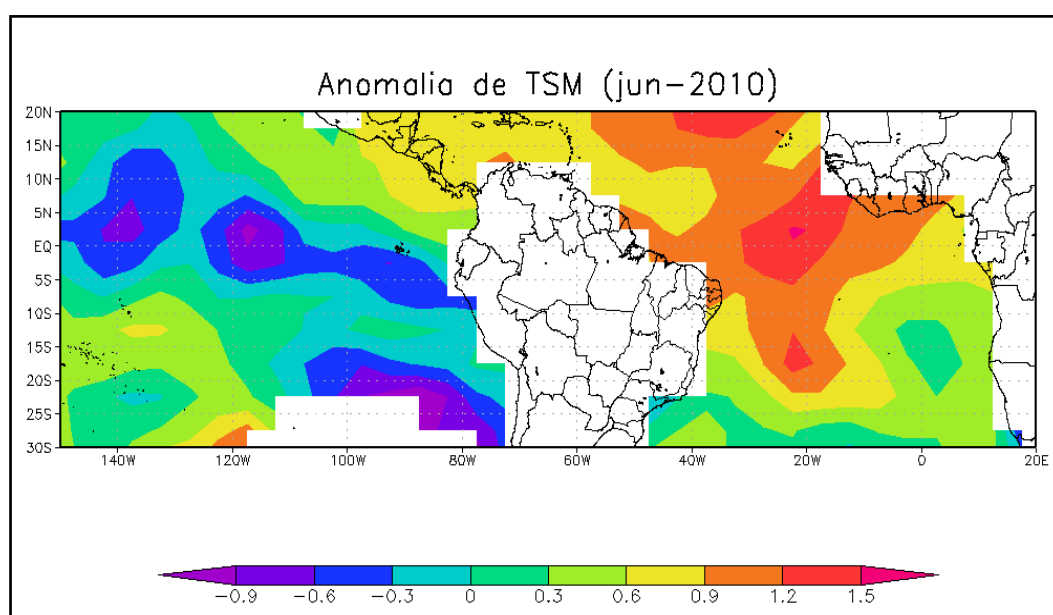 Anomalia de TSM (jun-2010)
20N
15N
10N
5N
EQ
5S
10S
15S
20S
25S
30S
140W 120W 100W 80W 60W 40W 20W 0 20E
-0.9 -0.6 -0.3 0 0.3 0.6 0.9 1.2 1.5